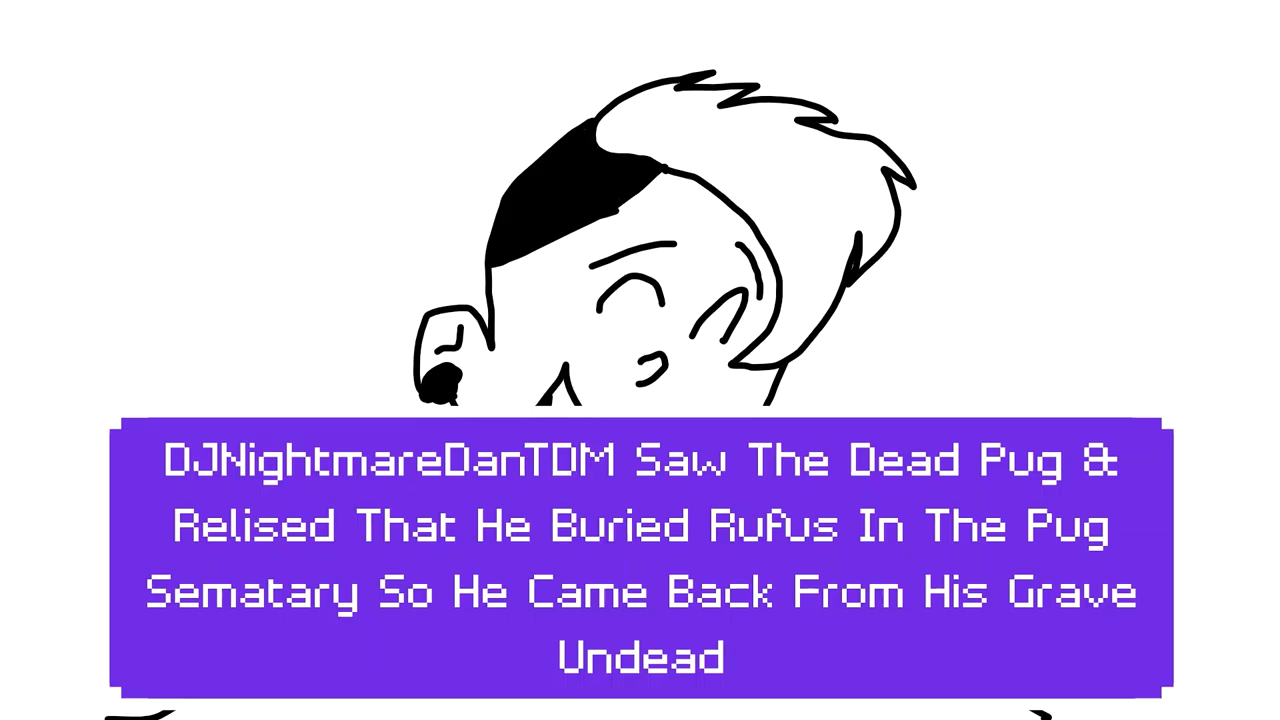 DJNightmareDanTDM Saw The Dead Pug &
Relised That He Buried Rufus In The Pug
Sematary So He Came Back From His Grave
Undead